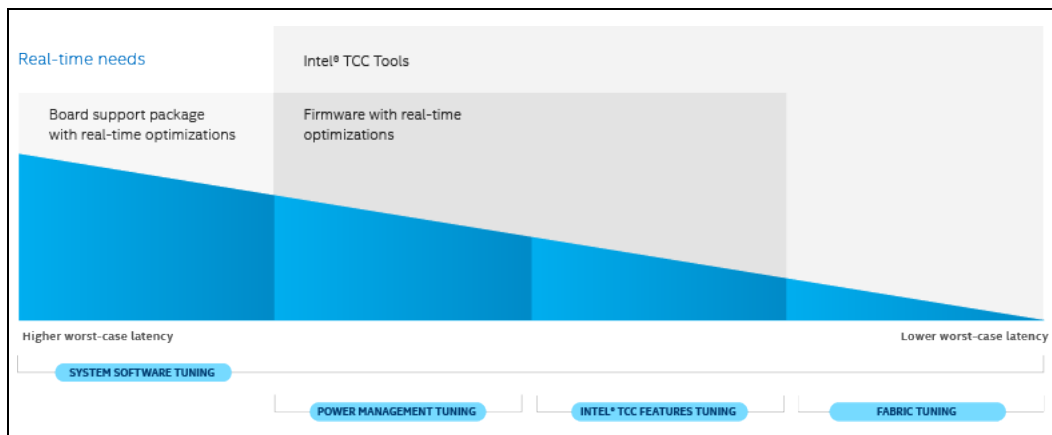 Real-time needs
Intel® TCC Tools
Board support package
with real-time optimizations
Firmware with real-time
optimizations
Higher worst-case latency
Lower worst-case latency
SYSTEM SOFTWARE TUNING
POWER MANAGEMENT TUNING
INTEL® TCC FEATURES TUNING
FABRIC TUNING